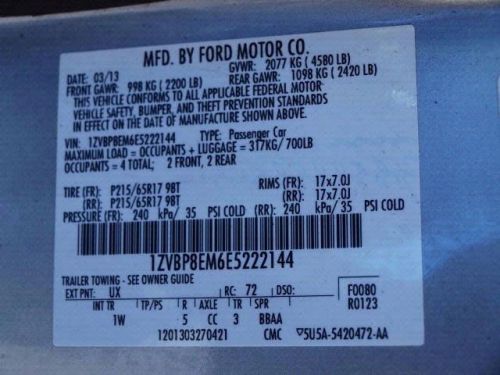 MFD. BY FORD MOTOR CO.
DATE: 03/13 GVWR: 2077 KG (4580 LB)
FRONT GAWR: 998 KG (2200 LB) REAR GAWR: 1098 KG (2420 LB)
THIS VEHICLE CONFORMS TO ALL APPLICABLE FEDERAL MOTOR
VEHICLE SAFETY, BUMPER, AND THEFT PREVENTION STANDARDS
IN EFFECT ON THE DATE OF MANUFACTURE SHOWN ABOVE.
VIN: 1ZVBP8EM6E5222144 TYPE: Passenger Car
MAXIMUM LOAD = OCCUPANTS + LUGGAGE = 317KG/700LB
OCCUPANTS = 4 TOTAL; 2 FRONT, 2 REAR
TIRE (FR): P215/65R17 98T RIMS (FR): 17x7.0J
(RR): P215/65R17 98T (RR): 17x7.0J
PRESSURE (FR): 240 kPa/ 35 PSI COLD (RR): 240 kPa/ 35 PSI COLD
1ZVBP8EM6E5222144
TRAILER TOWING - SEE OWNER GUIDE
EXT PNT: UX RC: 72 DSO: F0080
R0123
INT TR TP/PS R AXLE TR SPR
1W 5 CC 3 BBAA
1201303270421 CMC ▽5U5A-5420472-AA